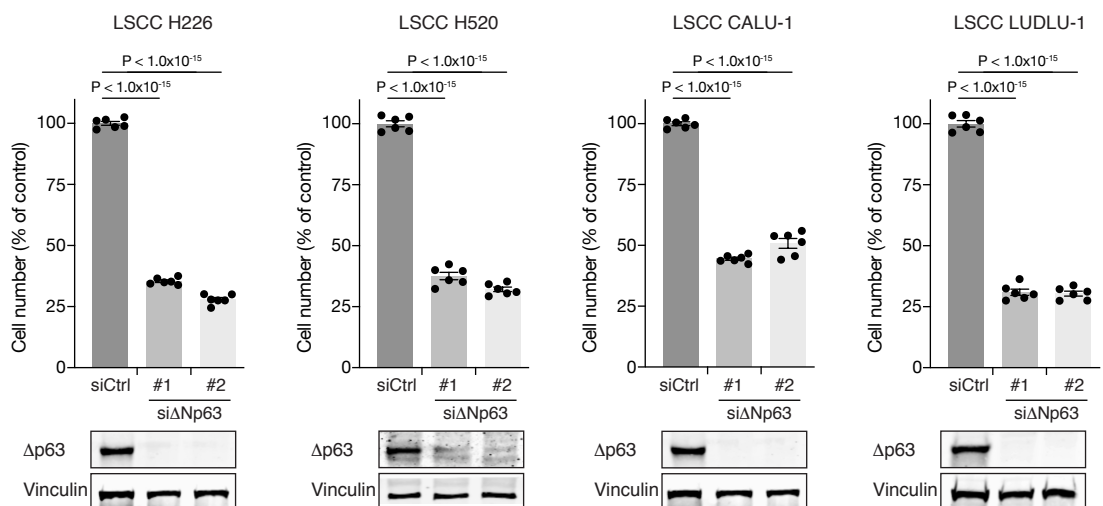 LSCC H226
P < 1.0x10-15
P < 1.0x10-15
Cell number (% of control)
100
75
50
25
0
siCtrl #1 #2
siΔNp63
Δp63
Vinculin
LSCC H520
P < 1.0x10-15
P < 1.0x10-15
Cell number (% of control)
100
75
50
25
0
siCtrl #1 #2
siΔNp63
Δp63
Vinculin
LSCC CALU-1
P < 1.0x10-15
P < 1.0x10-15
Cell number (% of control)
100
75
50
25
0
siCtrl #1 #2
siΔNp63
Δp63
Vinculin
LSCC LUDLU-1
P < 1.0x10-15
P < 1.0x10-15
Cell number (% of control)
100
75
50
25
0
siCtrl #1 #2
siΔNp63
Δp63
Vinculin